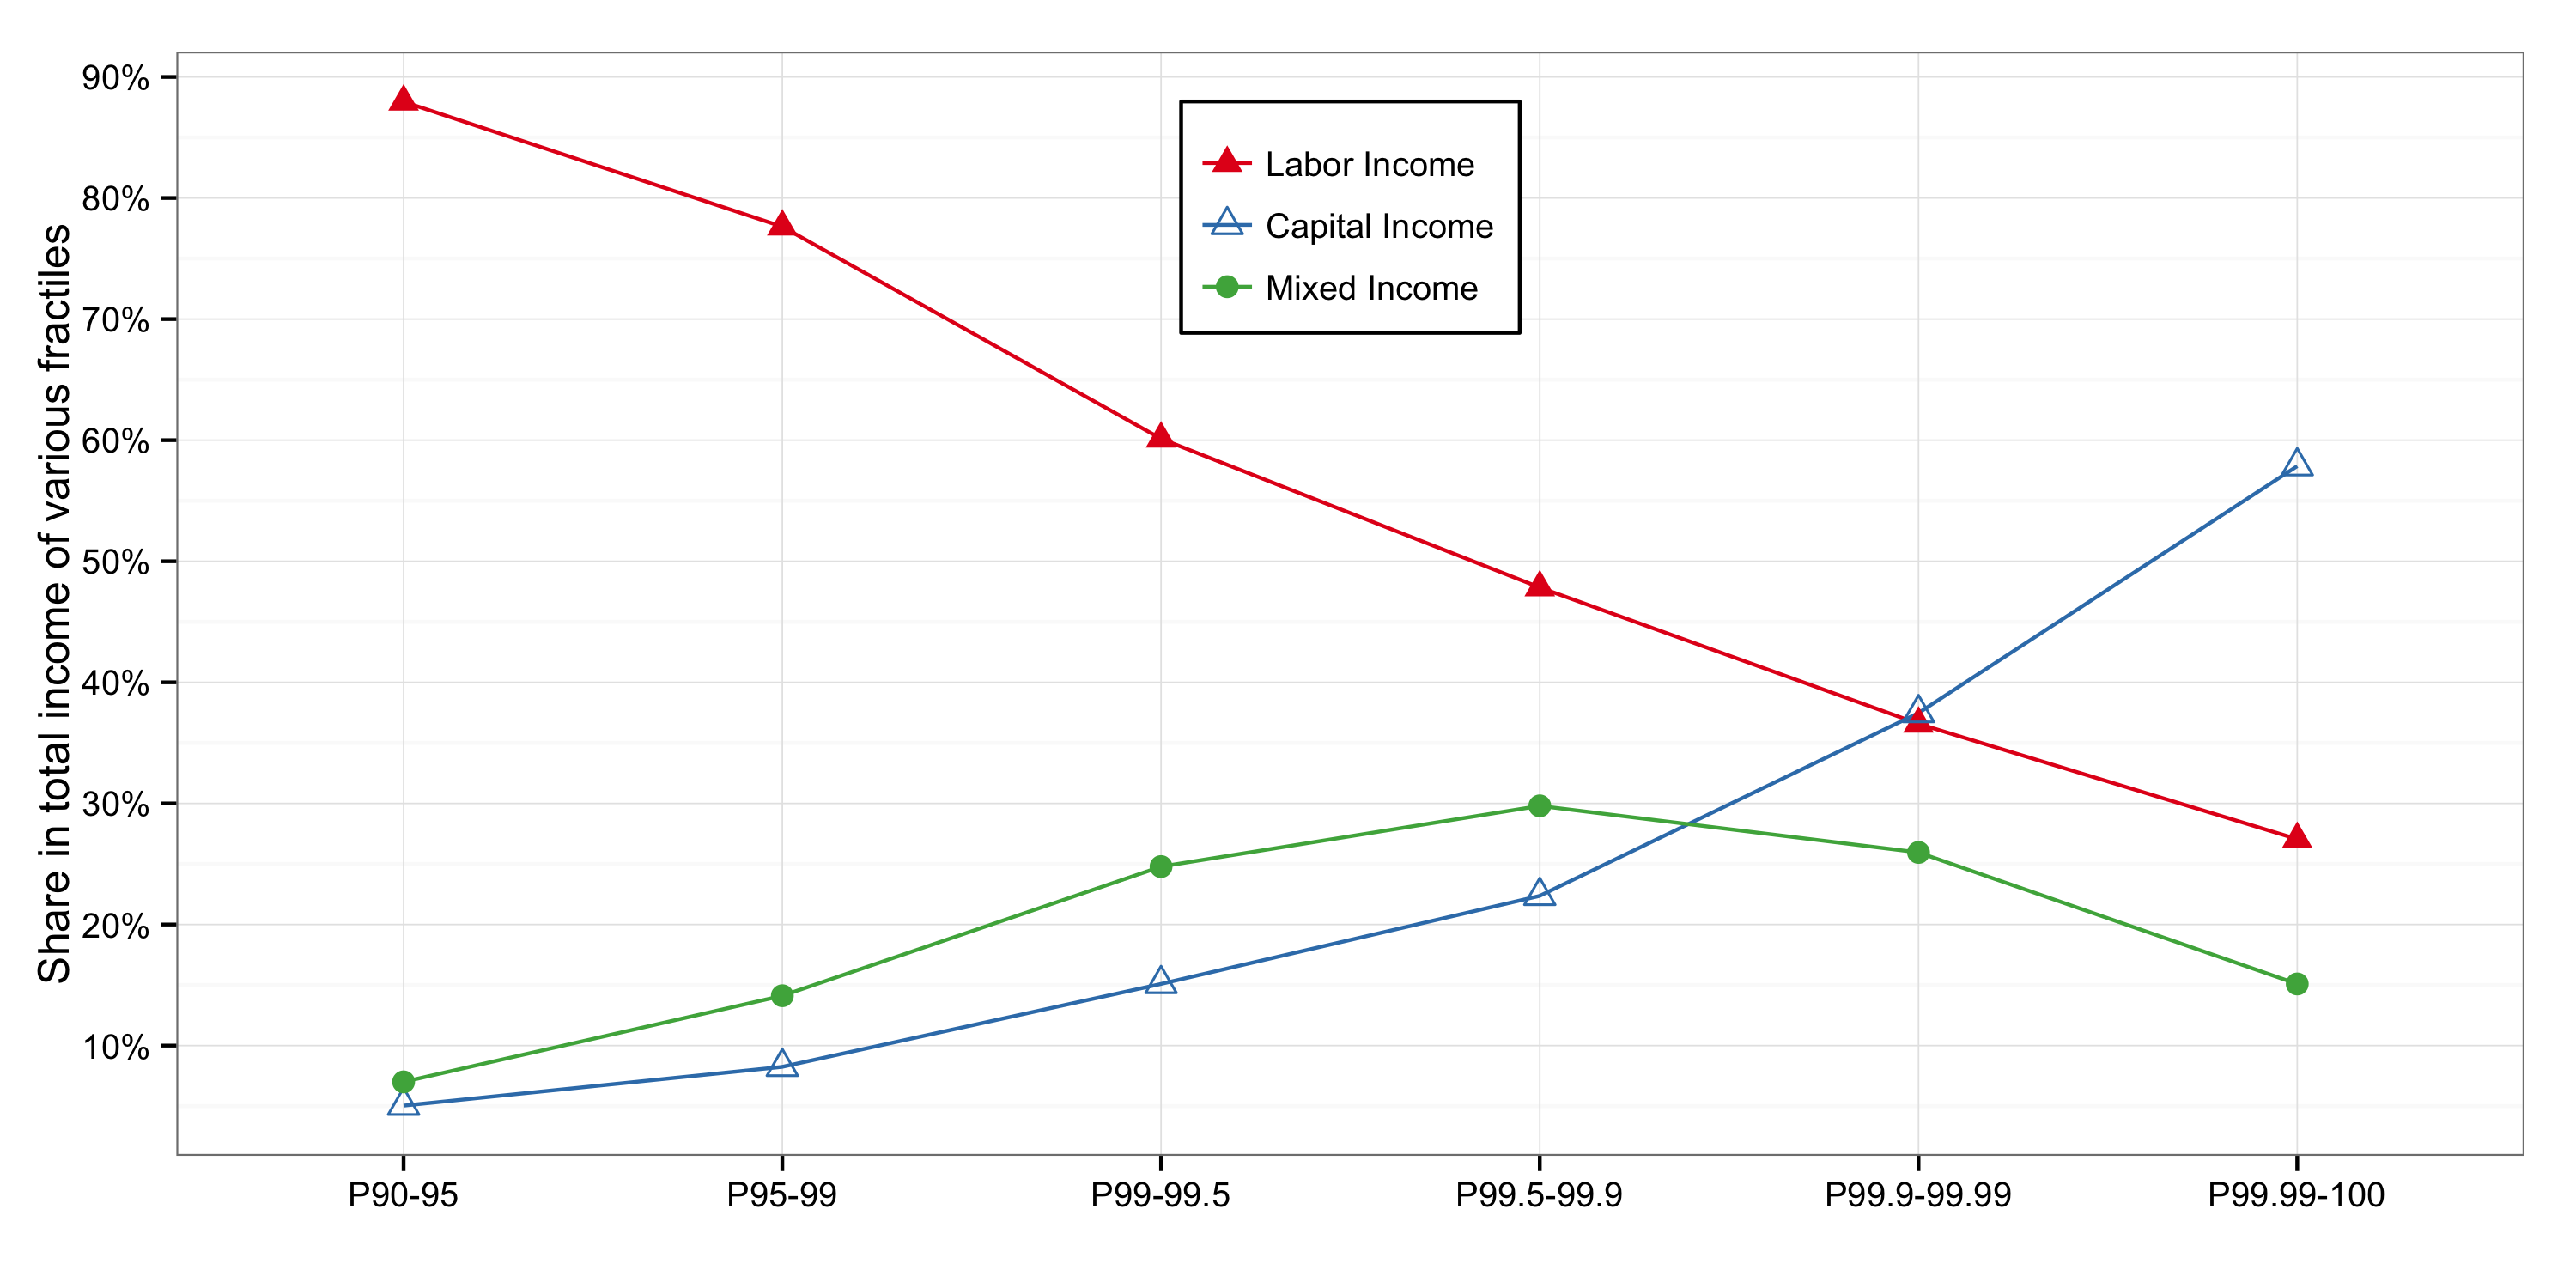 Share in total income of various fractiles
90%
80%
70%
60%
50%
40%
30%
20%
10%
Labor Income
Capital Income
Mixed Income
P90-95
P95-99
P99-99.5
P99.5-99.9
P99.9-99.99
P99.99-100